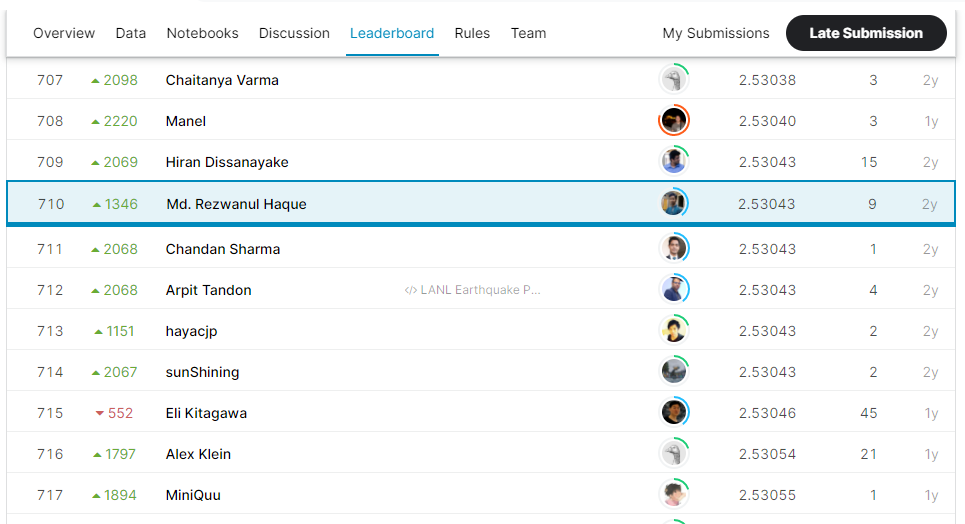 Overview Data Notebooks Discussion Leaderboard Rules Team My Submissions Late Submission
707 2098 Chaitanya Varma 2.53038 3 2y
708 2220 Manel 2.53040 3 1y
709 2069 Hiran Dissanayake 2.53043 15 2y
710 1346 Md. Rezwanul Haque 2.53043 9 2y
711 2068 Chandan Sharma 2.53043 1 2y
712 2068 Arpit Tandon </> LANL Earthquake P... 2.53043 4 2y
713 1151 hayacjp 2.53043 2 2y
714 2067 sunShining 2.53043 2 2y
715 552 Eli Kitagawa 2.53046 45 1y
716 1797 Alex Klein 2.53054 21 1y
717 1894 MiniQuu 2.53055 1 1y